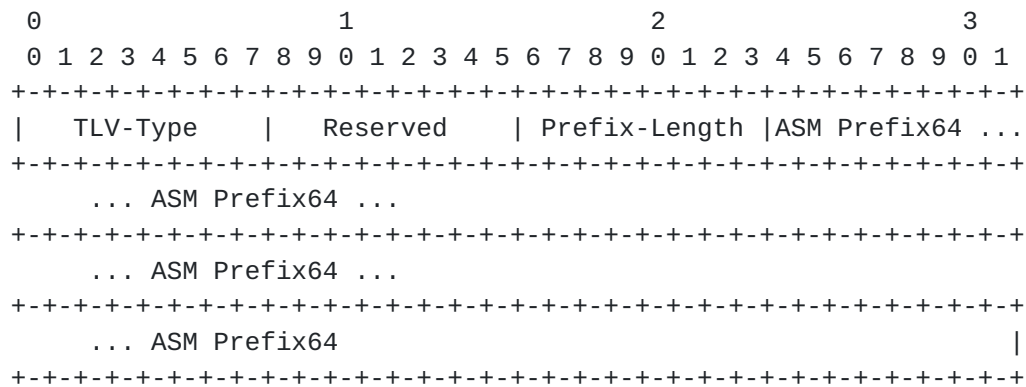 0                   1                   2                   3
 0 1 2 3 4 5 6 7 8 9 0 1 2 3 4 5 6 7 8 9 0 1 2 3 4 5 6 7 8 9 0 1
+-+-+-+-+-+-+-+-+-+-+-+-+-+-+-+-+-+-+-+-+-+-+-+-+-+-+-+-+-+-+-+-+
|   TLV-Type    |   Reserved    | Prefix-Length |ASM Prefix64 ...
+-+-+-+-+-+-+-+-+-+-+-+-+-+-+-+-+-+-+-+-+-+-+-+-+-+-+-+-+-+-+-+-+
     ... ASM Prefix64 ...
+-+-+-+-+-+-+-+-+-+-+-+-+-+-+-+-+-+-+-+-+-+-+-+-+-+-+-+-+-+-+-+-+
     ... ASM Prefix64 ...
+-+-+-+-+-+-+-+-+-+-+-+-+-+-+-+-+-+-+-+-+-+-+-+-+-+-+-+-+-+-+-+-+
     ... ASM Prefix64                                           |
+-+-+-+-+-+-+-+-+-+-+-+-+-+-+-+-+-+-+-+-+-+-+-+-+-+-+-+-+-+-+-+-+